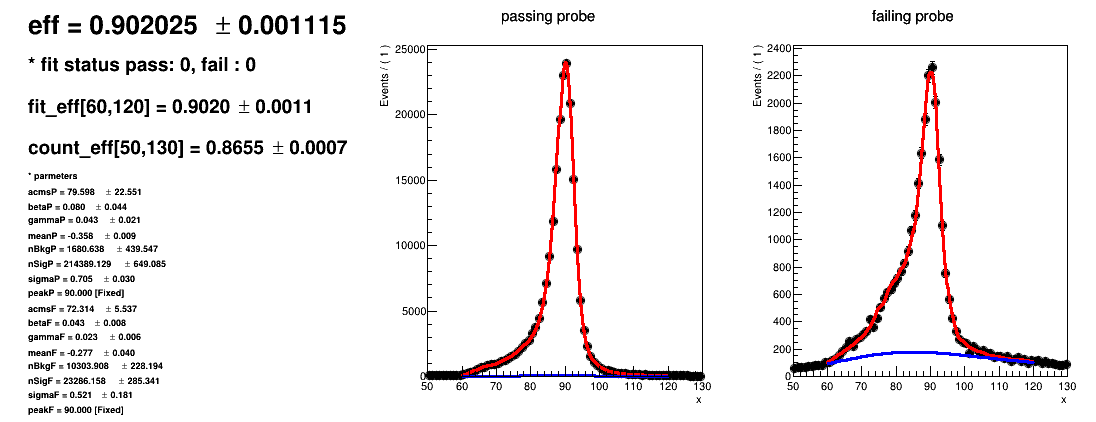 eff = 0.902025 ± 0.001115
* fit status pass: 0, fail : 0
fit_eff[60,120] = 0.9020 ± 0.0011
count_eff[50,130] = 0.8655 ± 0.0007
* parmeters
acmsP = 79.598 ± 22.551
betaP = 0.080 ± 0.044
gammaP = 0.043 ± 0.021
meanP = -0.358 ± 0.009
nBkgP = 1680.638 ± 439.547
nSigP = 214389.129 ± 649.085
sigmaP = 0.705 ± 0.030
peakP = 90.000 [Fixed]
acmsF = 72.314 ± 5.537
betaF = 0.043 ± 0.008
gammaF = 0.023 ± 0.006
meanF = -0.277 ± 0.040
nBkgF = 10303.908 ± 228.194
nSigF = 23286.158 ± 285.341
sigmaF = 0.521 ± 0.181
peakF = 90.000 [Fixed]
passing probe
Events / ( 1 )
25000
20000
15000
10000
5000
0
50 60 70 80 90 100 110 120 130
x
failing probe
Events / ( 1 )
2400
2200
2000
1800
1600
1400
1200
1000
800
600
400
200
0
50 60 70 80 90 100 110 120 130
x